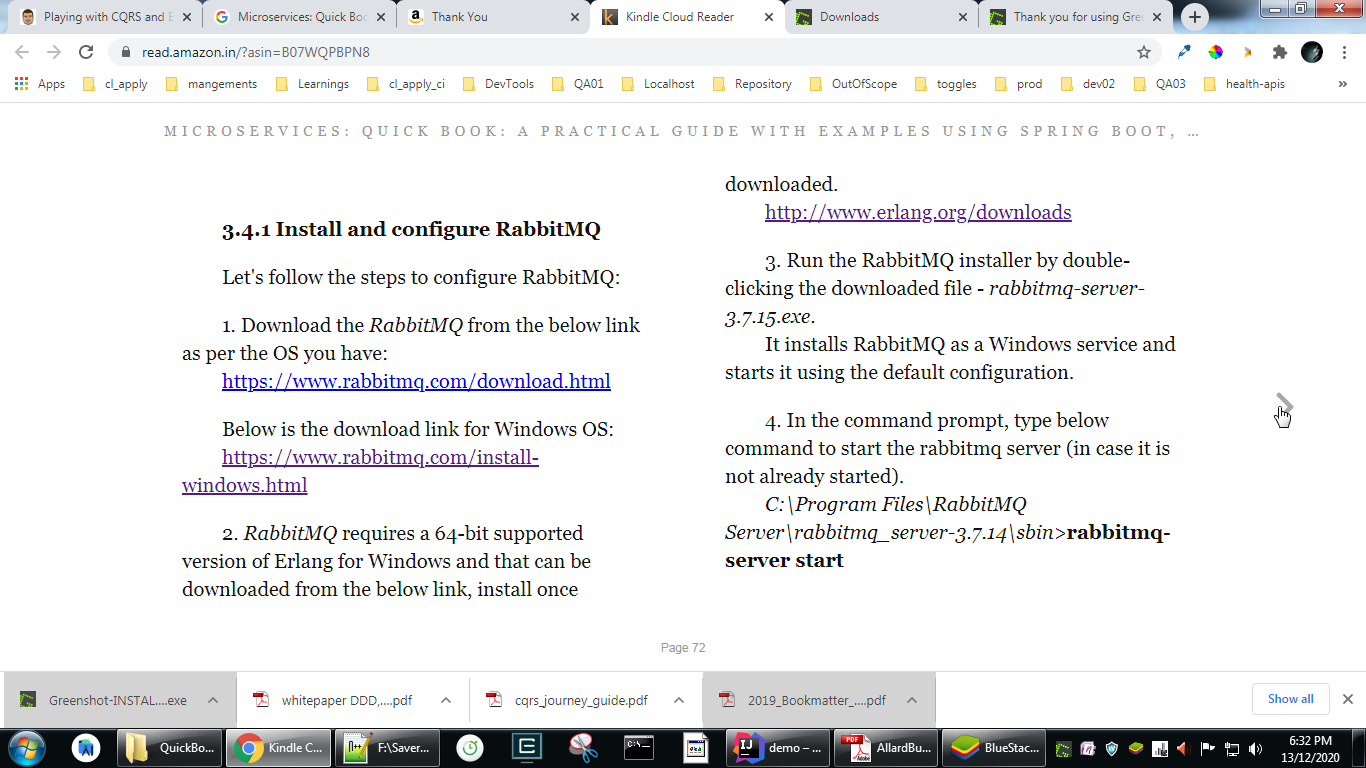 Playing with CQRS and E
Microservices: Quick Boo
Thank You
Kindle Cloud Reader
Downloads
Thank you for using Gre
read.amazon.in/?asin=B07WQPBPN8
Apps
cl_apply
mangements
Learnings
cl_apply_ci
DevTools
QA01
Localhost
Repository
OutOfScope
toggles
prod
dev02
QA03
health-apis
»
MICROSERVICES: QUICK BOOK: A PRACTICAL GUIDE WITH EXAMPLES USING SPRING BOOT, …
3.4.1 Install and configure RabbitMQ
Let's follow the steps to configure RabbitMQ:
1. Download the RabbitMQ from the below link
as per the OS you have:
https://www.rabbitmq.com/download.html
Below is the download link for Windows OS:
https://www.rabbitmq.com/install-
windows.html
2. RabbitMQ requires a 64-bit supported
version of Erlang for Windows and that can be
downloaded from the below link, install once
downloaded.
http://www.erlang.org/downloads
3. Run the RabbitMQ installer by double-
clicking the downloaded file - rabbitmq-server-
3.7.15.exe.
It installs RabbitMQ as a Windows service and
starts it using the default configuration.
4. In the command prompt, type below
command to start the rabbitmq server (in case it is
not already started).
C:\Program Files\RabbitMQ
Server\rabbitmq_server-3.7.14\sbin>rabbitmq-
server start
Page 72
Greenshot-INSTAL....exe
whitepaper DDD,....pdf
cqrs_journey_guide.pdf
2019_Bookmatter_....pdf
Show all
QuickBo...
Kindle C...
F:\Saver...
C:\
demo – ...
AllardBu...
BlueStac...
6:32 PM
13/12/2020